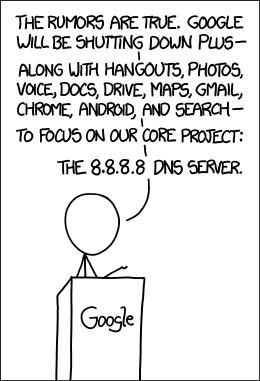 THE RUMORS ARE TRUE. GOOGLE
WILL BE SHUTTING DOWN PLUS—
ALONG WITH HANGOUTS, PHOTOS,
VOICE, DOCS, DRIVE, MAPS, GMAIL,
CHROME, ANDROID, AND SEARCH—
TO FOCUS ON OUR CORE PROJECT:
THE 8.8.8.8 DNS SERVER.
Google